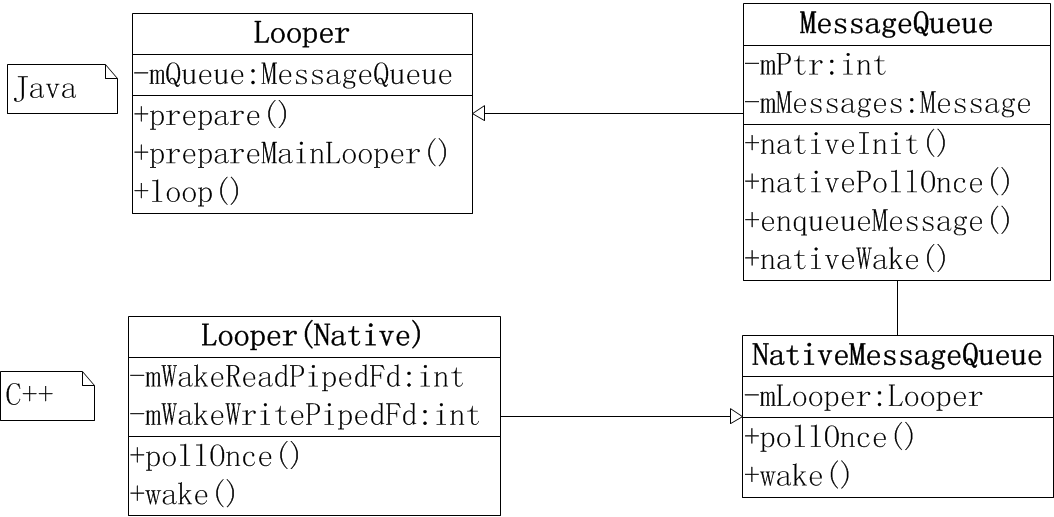 Java
Looper
-mQueue:MessageQueue
+prepare()
+prepareMainLooper()
+loop()
MessageQueue
-mPtr:int
-mMessages:Message
+nativeInit()
+nativePollOnce()
+enqueueMessage()
+nativeWake()
C++
Looper(Native)
-mWakeReadPipedFd:int
-mWakeWritePipedFd:int
+pollOnce()
+wake()
NativeMessageQueue
-mLooper:Looper
+pollOnce()
+wake()